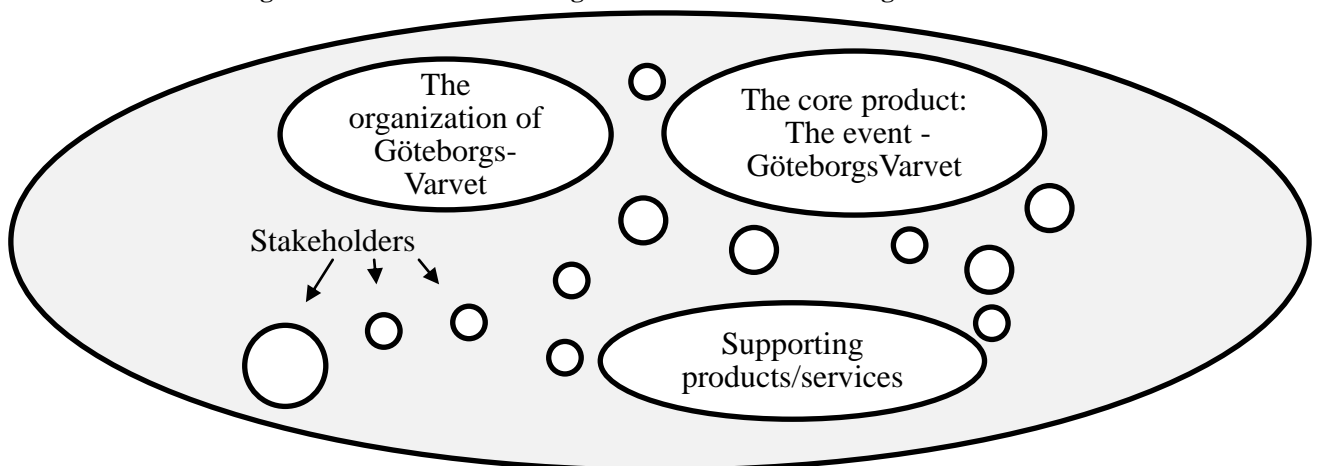 The
organization of
Göteborgs-
Varvet
The core product:
The event -
GöteborgsVarvet
Stakeholders
Supporting
products/services